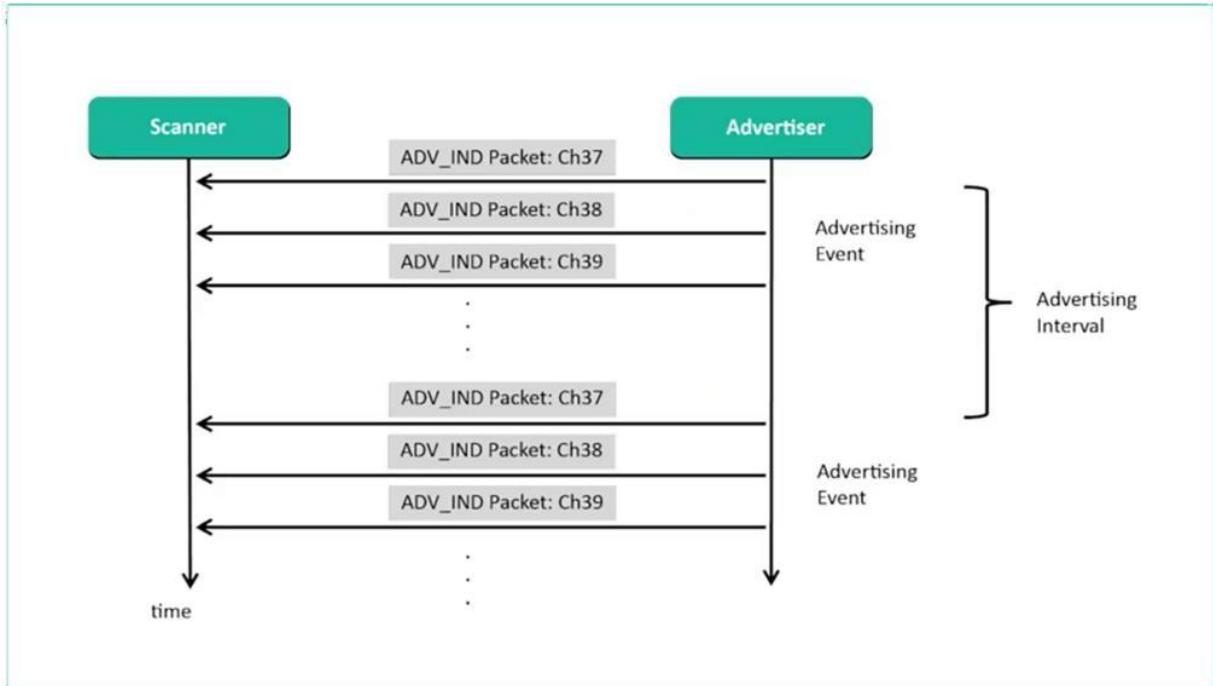 Scanner
Advertiser
ADV_IND Packet: Ch37
ADV_IND Packet: Ch38
Advertising
Event
ADV_IND Packet: Ch39
Advertising
Interval
ADV_IND Packet: Ch37
ADV_IND Packet: Ch38
Advertising
Event
ADV_IND Packet: Ch39
time